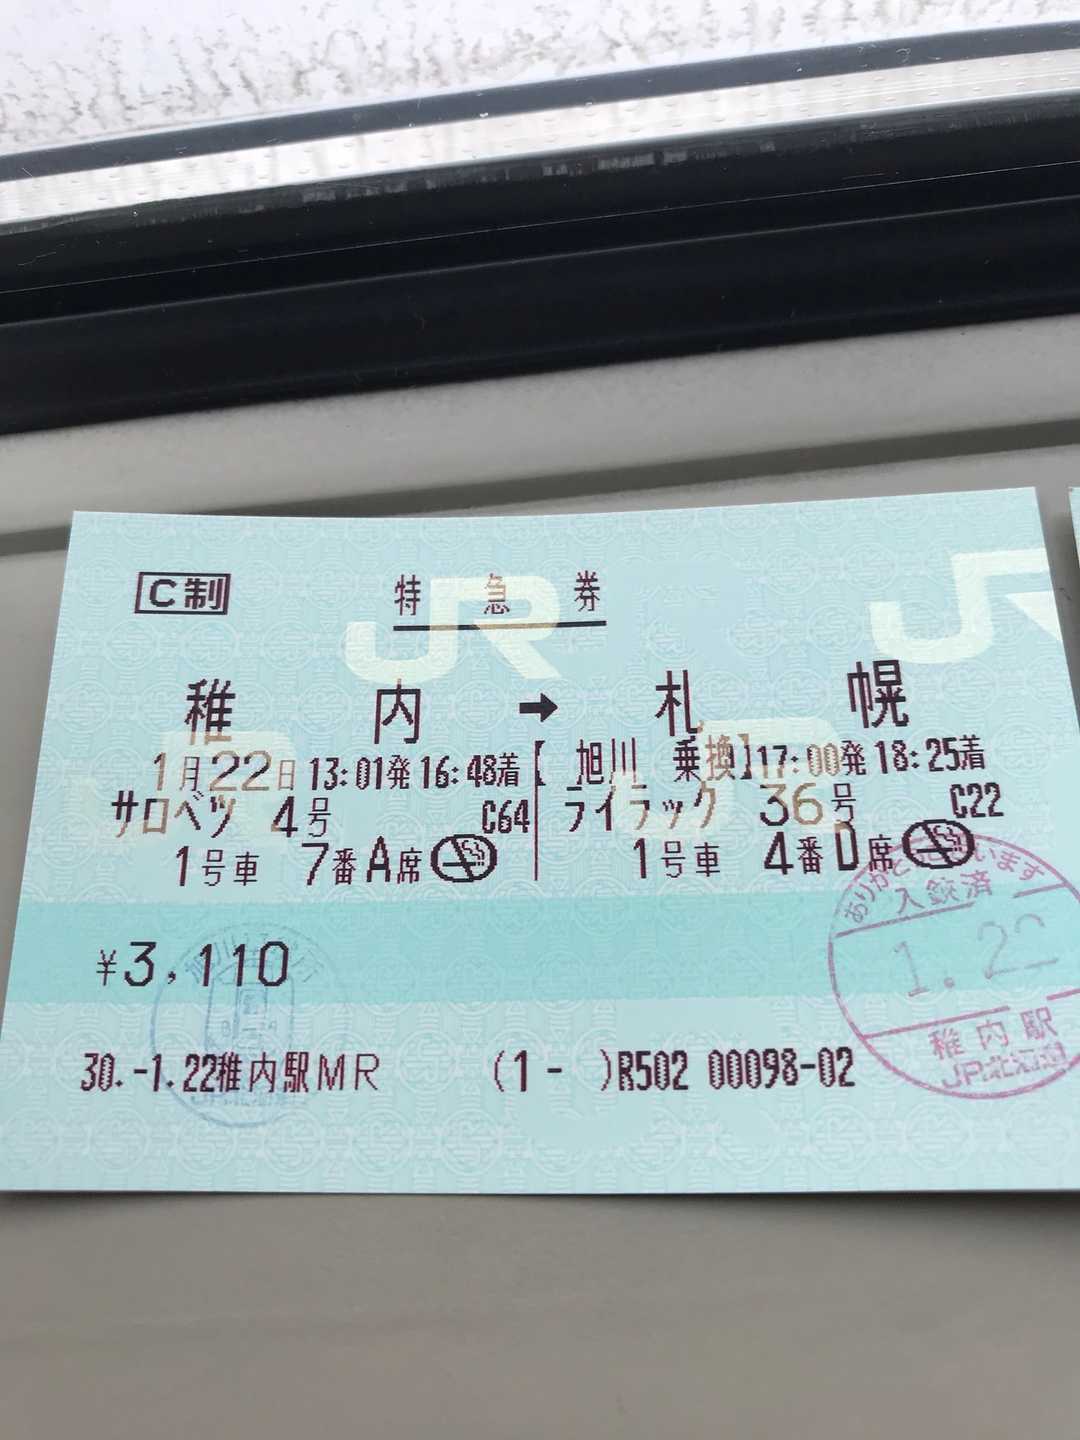 C制 特急券
稚内 → 札幌
1月22日 13:01発 16:48着【 旭川 乗換】17:00発 18:25着
サロベツ 4号 C64 ライラック 36号 C22
1号車 7番A席 1号車 4番D席
¥3,110
30.-1.22稚内駅MR (1- )R502 00098-02
JR
JR
ありがとうございます
入鋏済
1.22
稚内駅
JR北海道